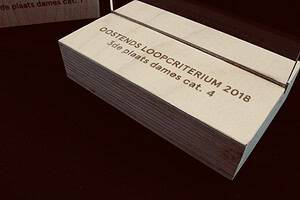 OOSTENDS LOOPCRITERIUM 2018
3de plaats dames cat. 4